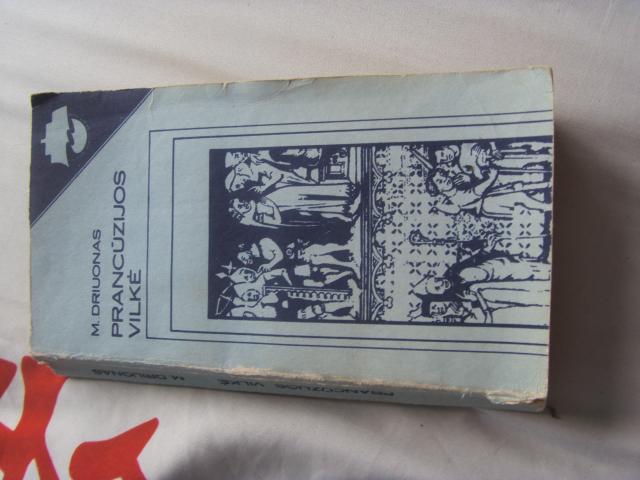 M. DRIUONAS
PRANCŪZIJOS
VILKĖ
M. DRIUONAS PRANCŪZIJOS VILKĖ